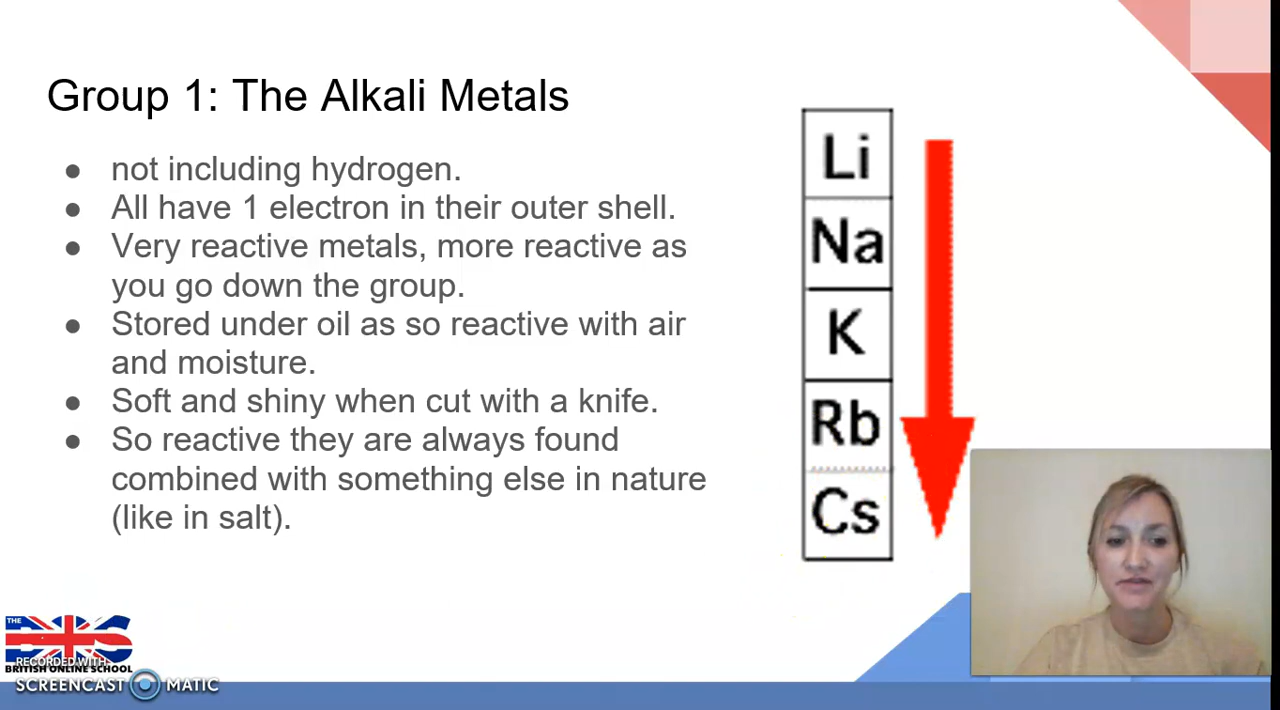 Group 1: The Alkali Metals
● not including hydrogen.
● All have 1 electron in their outer shell.
● Very reactive metals, more reactive as
you go down the group.
● Stored under oil as so reactive with air
and moisture.
● Soft and shiny when cut with a knife.
● So reactive they are always found
combined with something else in nature
(like in salt).
Li
Na
K
Rb
Cs
THE
BOS
RECORDED WITH
BRITISH ONLINE SCHOOL
SCREENCAST MATIC